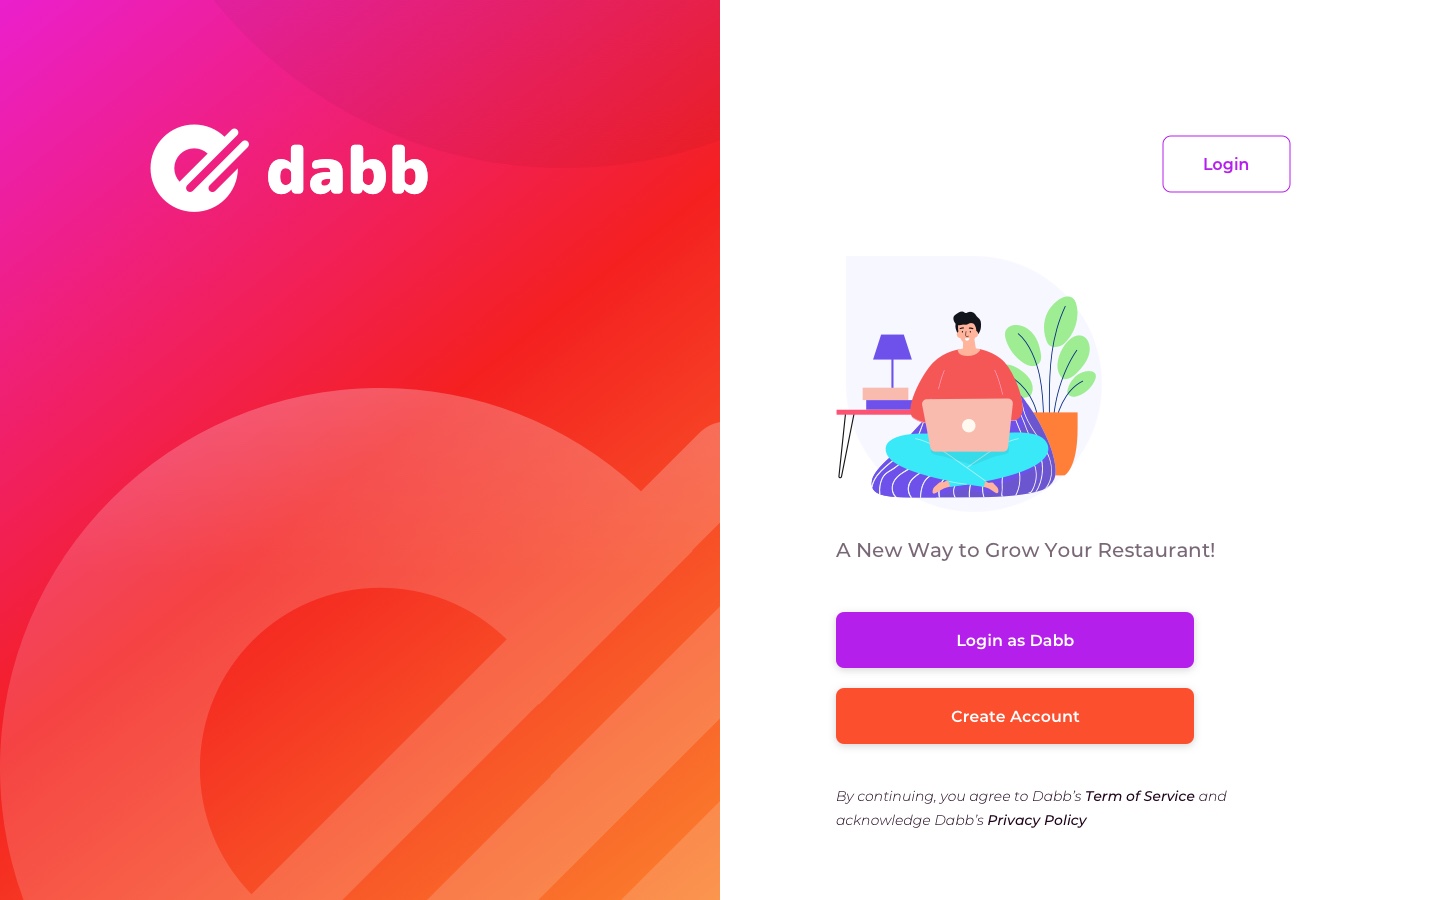 dabb
Login
A New Way to Grow Your Restaurant!
Login as Dabb
Create Account
By continuing, you agree to Dabb's Term of Service and
acknowledge Dabb's Privacy Policy